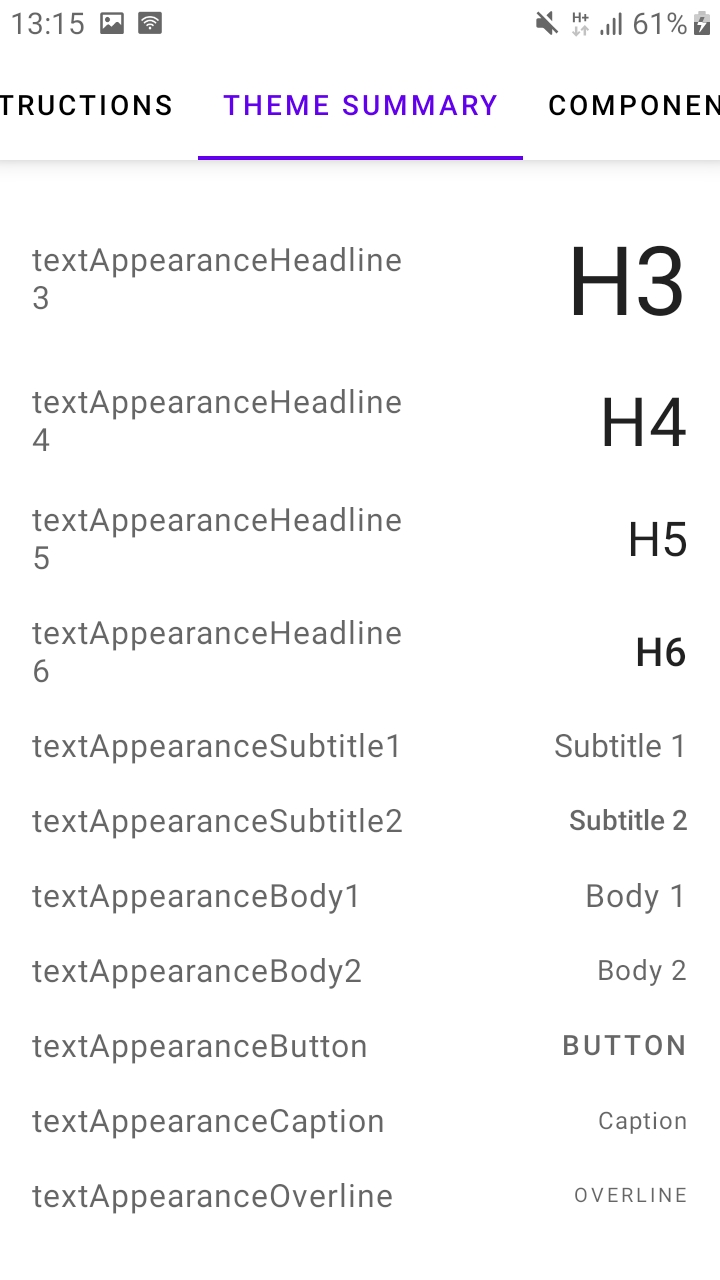 13:15 H+ 61%
TRUCTIONS THEME SUMMARY COMPONEN
textAppearanceHeadline
3 H3
textAppearanceHeadline
4 H4
textAppearanceHeadline
5 H5
textAppearanceHeadline
6 H6
textAppearanceSubtitle1 Subtitle 1
textAppearanceSubtitle2 Subtitle 2
textAppearanceBody1 Body 1
textAppearanceBody2 Body 2
textAppearanceButton BUTTON
textAppearanceCaption Caption
textAppearanceOverline OVERLINE